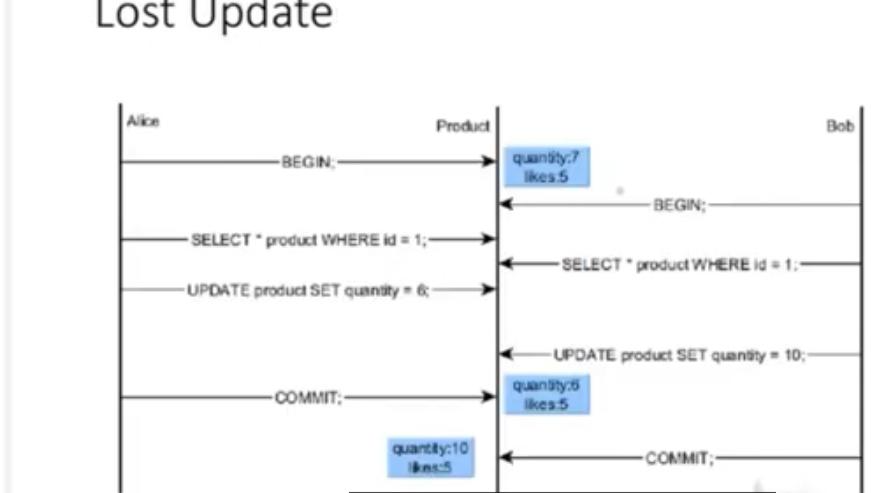 Lost Update
Alice
Product
Bob
BEGIN;
quantity:7
likes:5
BEGIN;
SELECT * product WHERE id = 1;
SELECT * product WHERE id = 1;
UPDATE product SET quantity = 6;
UPDATE product SET quantity = 10;
quantity:6
likes:5
COMMIT;
quantity:10
likes:5
COMMIT;